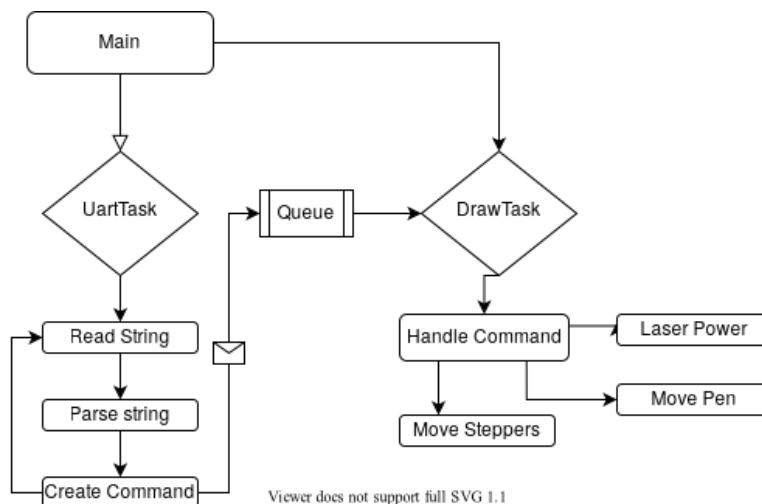 Main
UartTask
Queue
DrawTask
Read String
Handle Command
Laser Power
Parse string
Move Pen
Move Steppers
Create Command
Viewer does not support full SVG 1.1